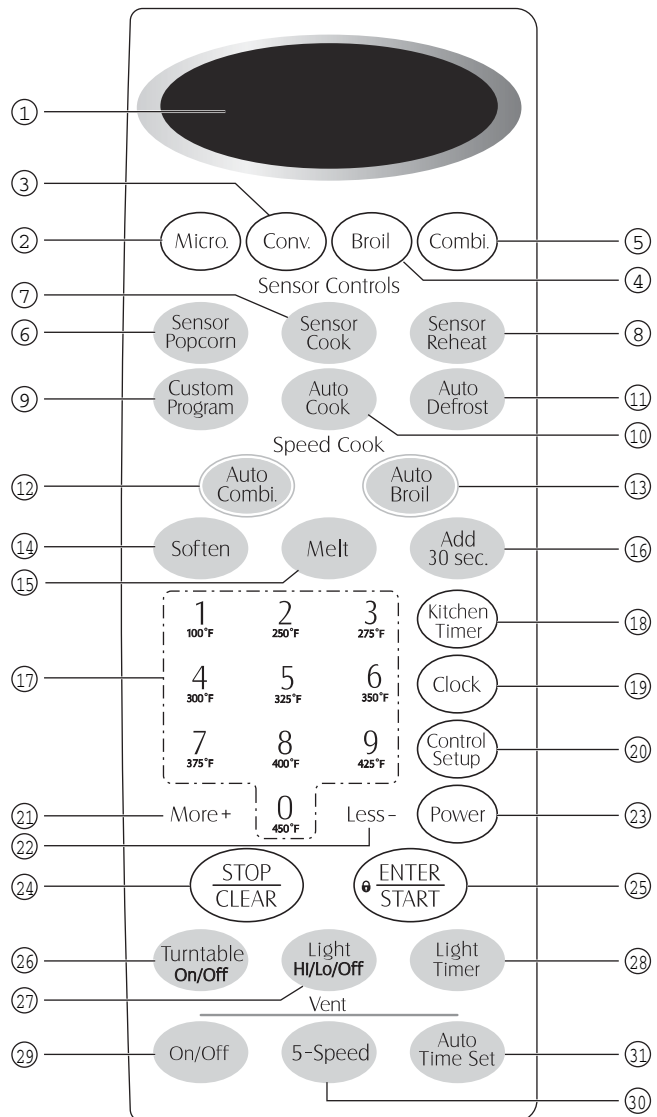 ①
③
② Micro. Conv. Broil Combi. ⑤
④
Sensor Controls
⑦
⑥ Sensor Popcorn Sensor Cook Sensor Reheat ⑧
⑨ Custom Program Auto Cook Auto Defrost ⑪
⑩
Speed Cook
⑫ Auto Combi. Auto Broil ⑬
⑭ Soften Melt Add 30 sec. ⑯
⑮
1 2 3
100°F 250°F 275°F
Kitchen Timer ⑱
⑰ 4 5 6
300°F 325°F 350°F
Clock ⑲
7 8 9
375°F 400°F 425°F
Control Setup ⑳
㉑ More+ 0 Less- Power ㉓
450°F
㉒
㉔ STOP CLEAR ENTER START ㉕
㉖ Turntable On/Off Light HI/Lo/Off Light Timer ㉘
㉗
Vent
㉙ On/Off 5-Speed Auto Time Set ㉛
㉚